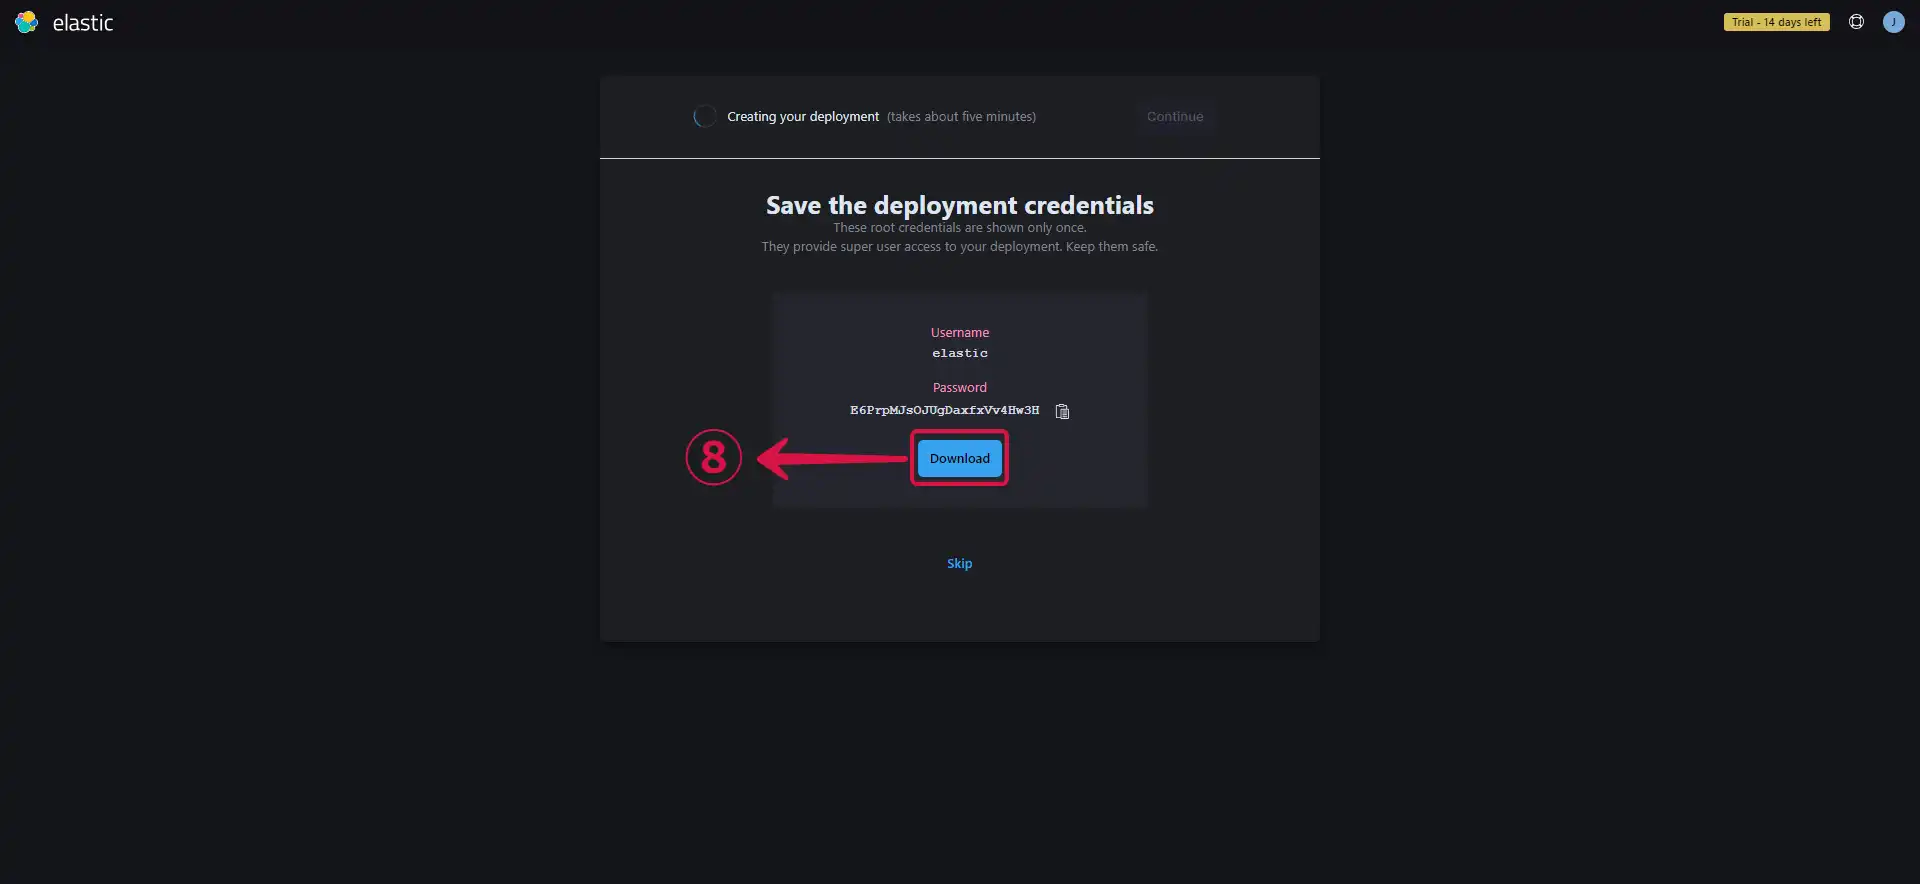 elastic
Trial - 14 days left
J
Creating your deployment (takes about five minutes)
Continue
Save the deployment credentials
These root credentials are shown only once.
They provide super user access to your deployment. Keep them safe.
Username
elastic
Password
E6PrpMJsOJUgDaxfxVv4Hw3H
8
Download
Skip